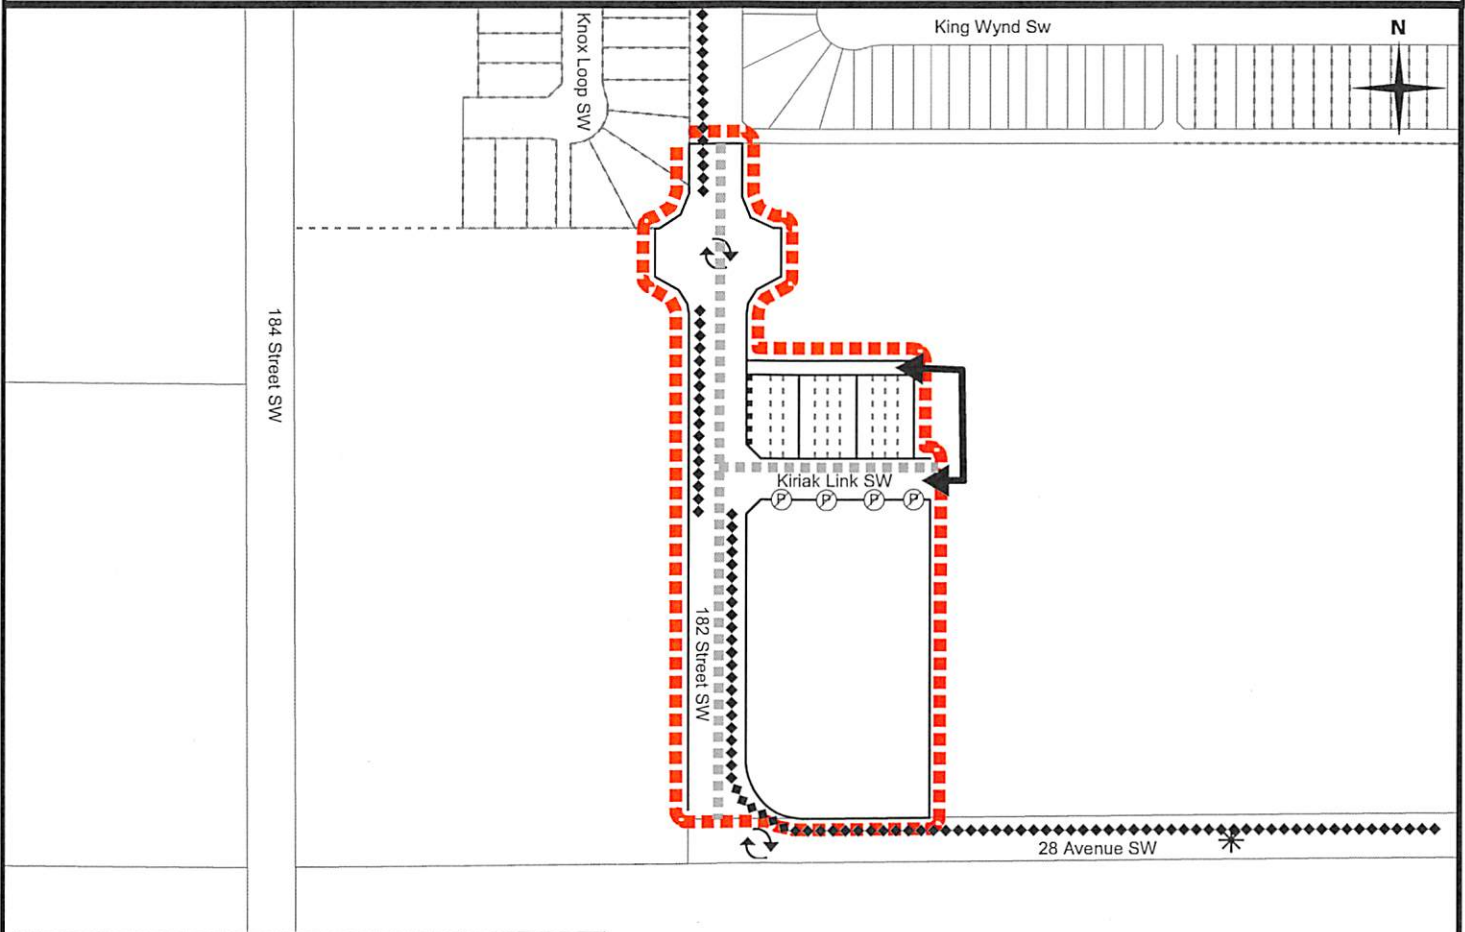 King Wynd Sw
N
Knox Loop SW
184 Street SW
Kiriak Link SW
P P P P
182 Street SW
28 Avenue SW